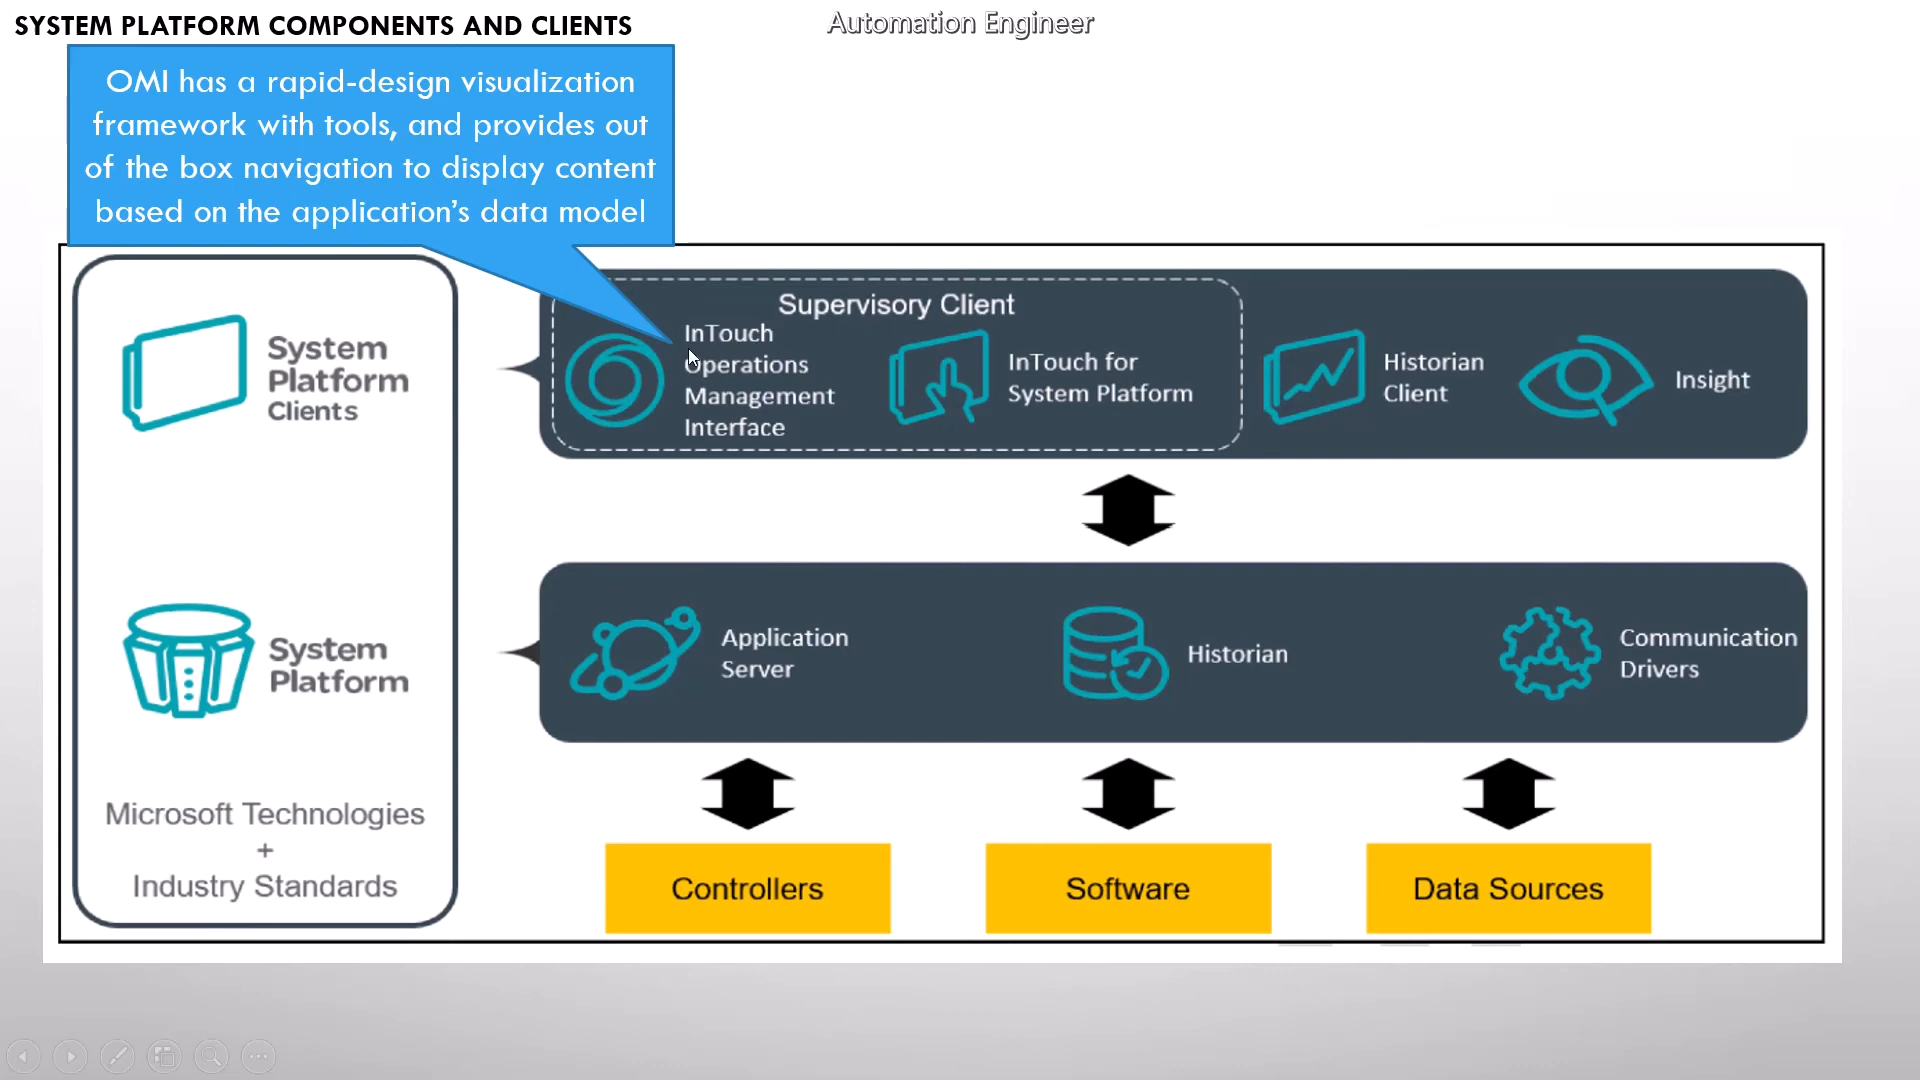 SYSTEM PLATFORM COMPONENTS AND CLIENTS
Automation Engineer
OMI has a rapid-design visualization
framework with tools, and provides out
of the box navigation to display content
based on the application's data model
System
Platform
Clients
Supervisory Client
InTouch
Operations
Management
Interface
InTouch for
System Platform
Historian
Client
Insight
System
Platform
Application
Server
Historian
Communication
Drivers
Microsoft Technologies
+
Industry Standards
Controllers
Software
Data Sources